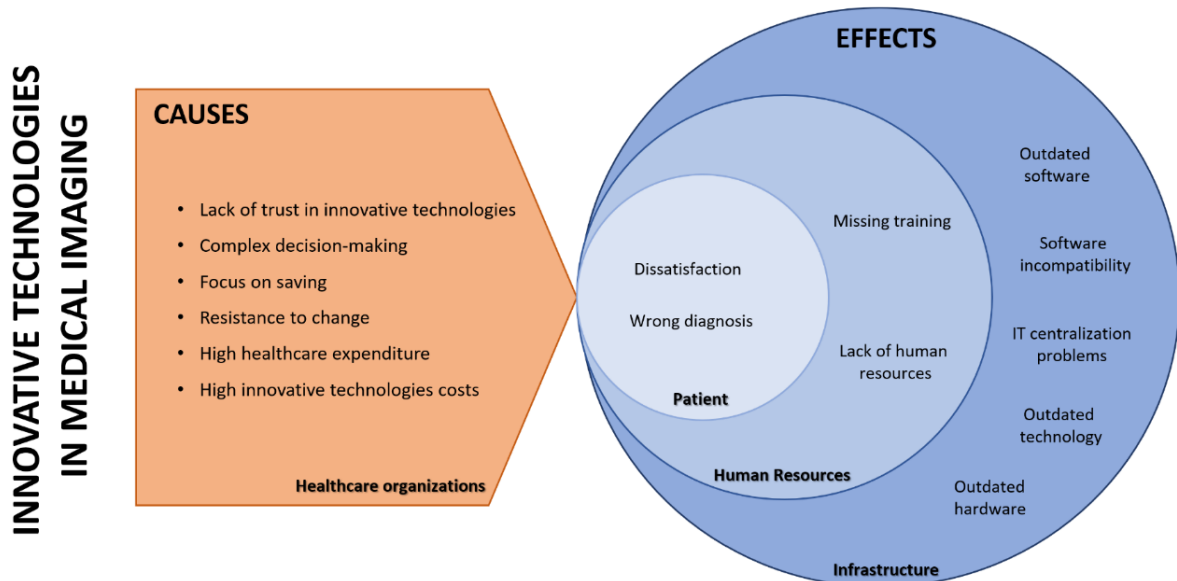 INNOVATIVE TECHNOLOGIES
IN MEDICAL IMAGING
CAUSES
• Lack of trust in innovative technologies
• Complex decision-making
• Focus on saving
• Resistance to change
• High healthcare expenditure
• High innovative technologies costs
Healthcare organizations
EFFECTS
Dissatisfaction
Wrong diagnosis
Patient
Missing training
Lack of human
resources
Human Resources
Outdated
software
Software
incompatibility
IT centralization
problems
Outdated
technology
Outdated
hardware
Infrastructure